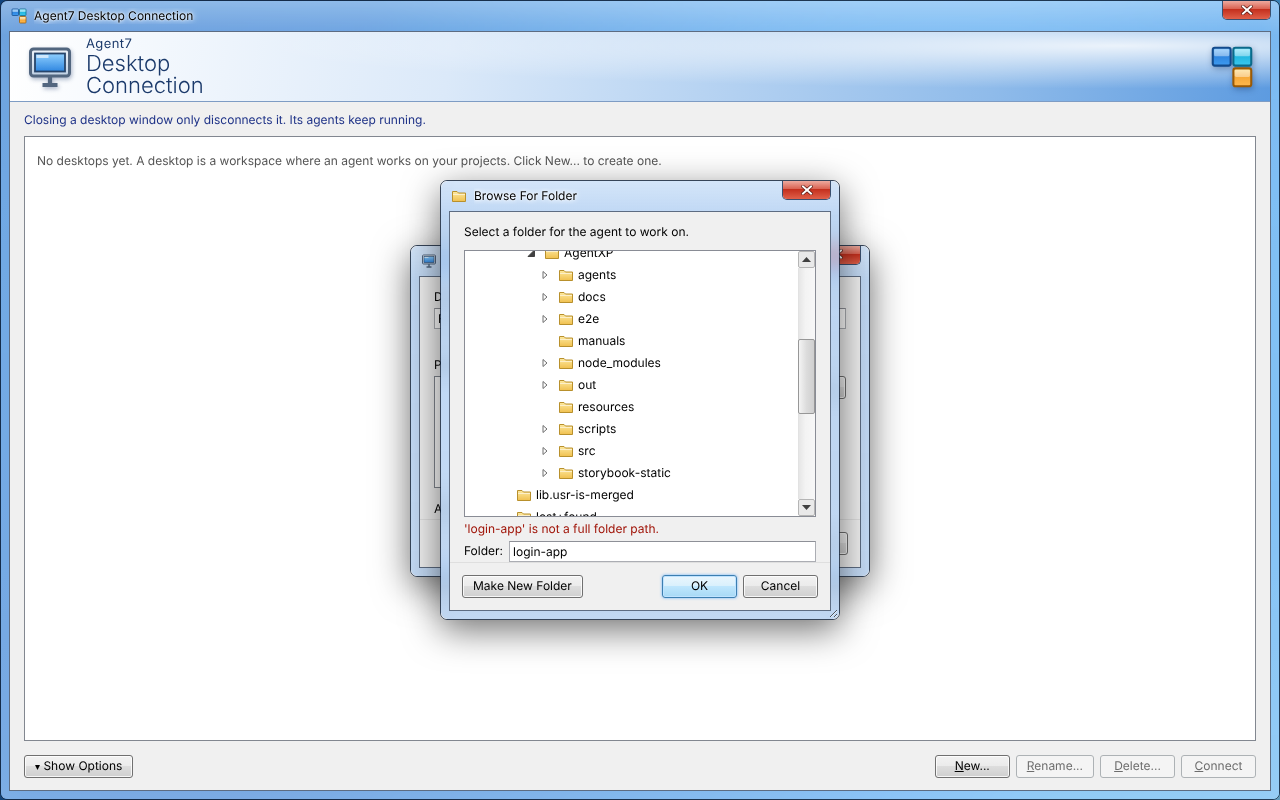 Agent7 Desktop Connection
Agent7
Desktop
Connection
Closing a desktop window only disconnects it. Its agents keep running.
No desktops yet. A desktop is a workspace where an agent works on your projects. Click New... to create one.
Browse For Folder
Select a folder for the agent to work on.
AgentXP
agents
docs
e2e
manuals
node_modules
out
resources
scripts
src
storybook-static
lib.usr-is-merged
'login-app' is not a full folder path.
Folder: login-app
Make New Folder OK Cancel
Show Options New... Rename... Delete... Connect